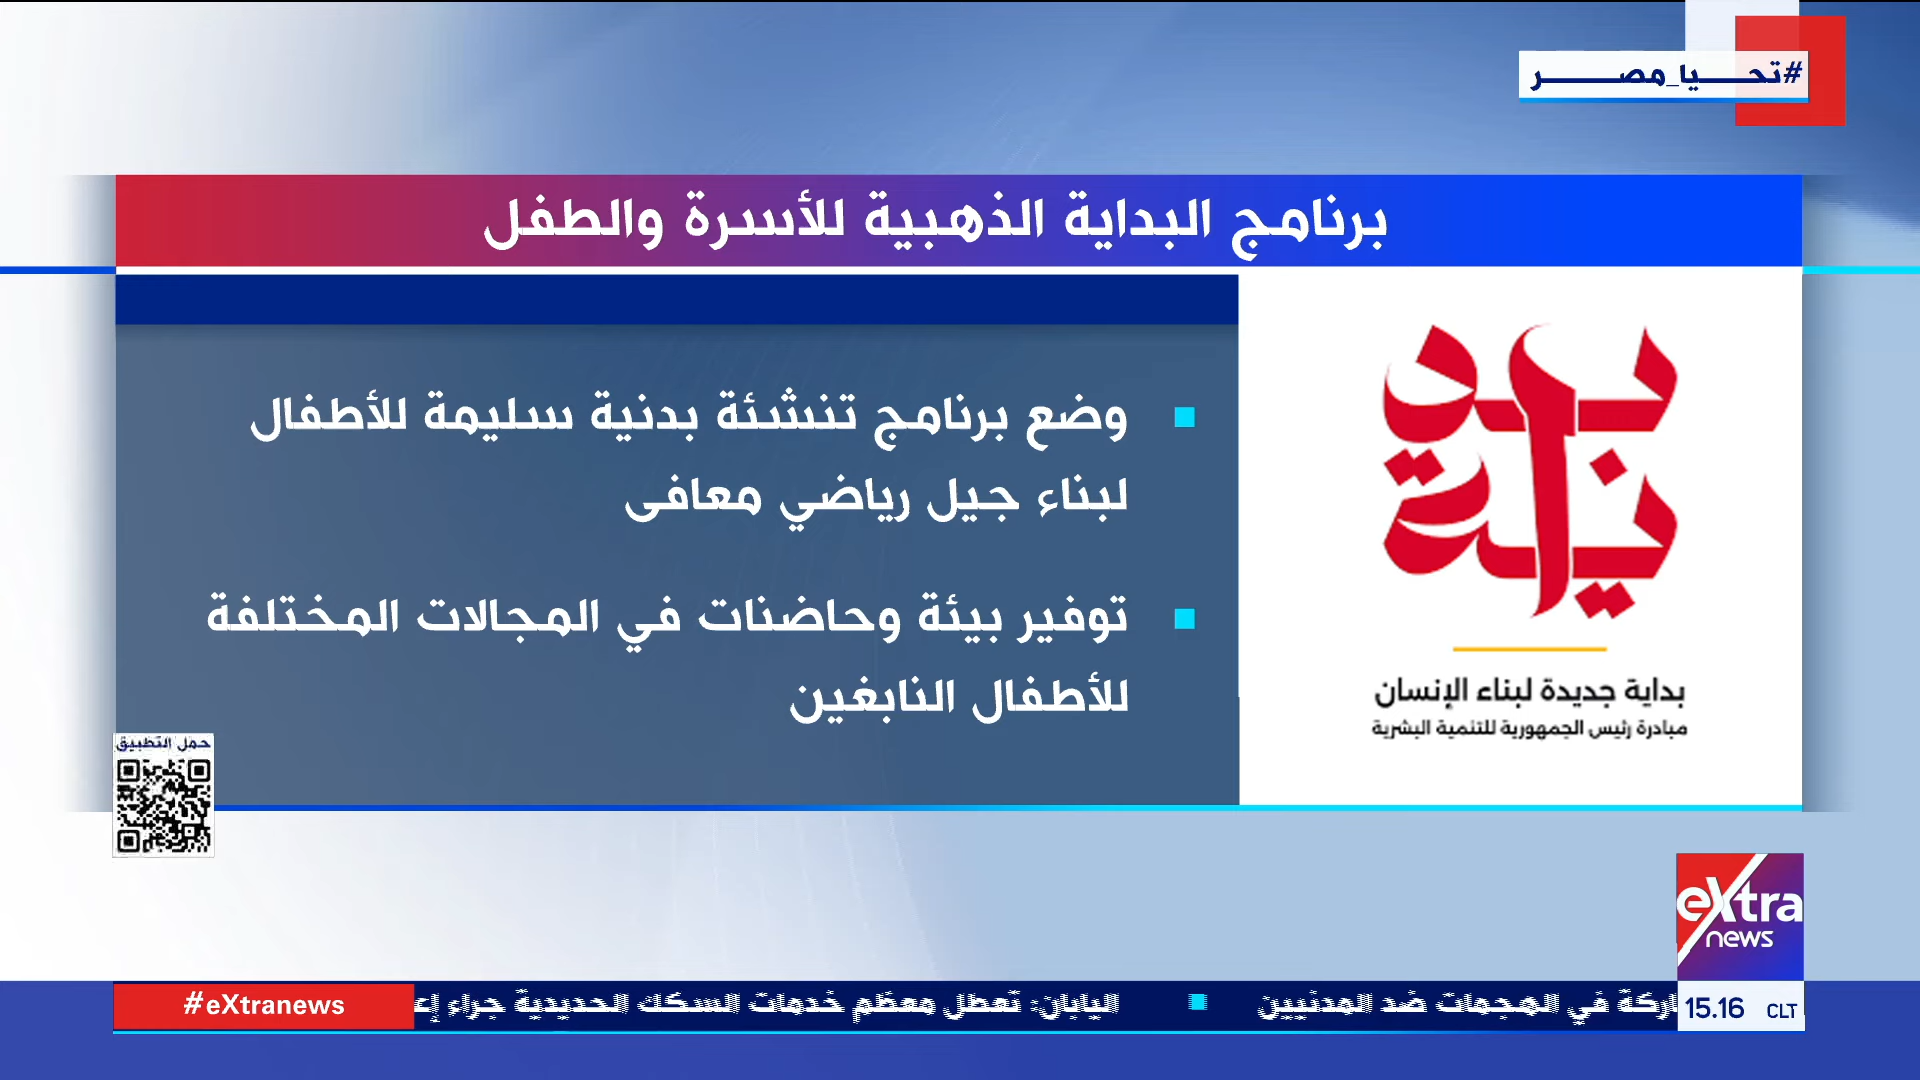 #تحـــيا_مصـــــر
برنامج البداية الذهبية للأسرة والطفل
وضع برنامج تنشئة بدنية سليمة للأطفال
لبناء جيل رياضي معافى
توفير بيئة وحاضنات في المجالات المختلفة
للأطفال النابغين
بداية
بداية جديدة لبناء الإنسان
مبادرة رئيس الجمهورية للتنمية البشرية
حمل التطبيق
eXtra
news
في الهجمات ضد المدنيين ■ اليابان: تعطل معظم خدمات السكك الحديدية جراء
#eXtranews
15.16 CLT